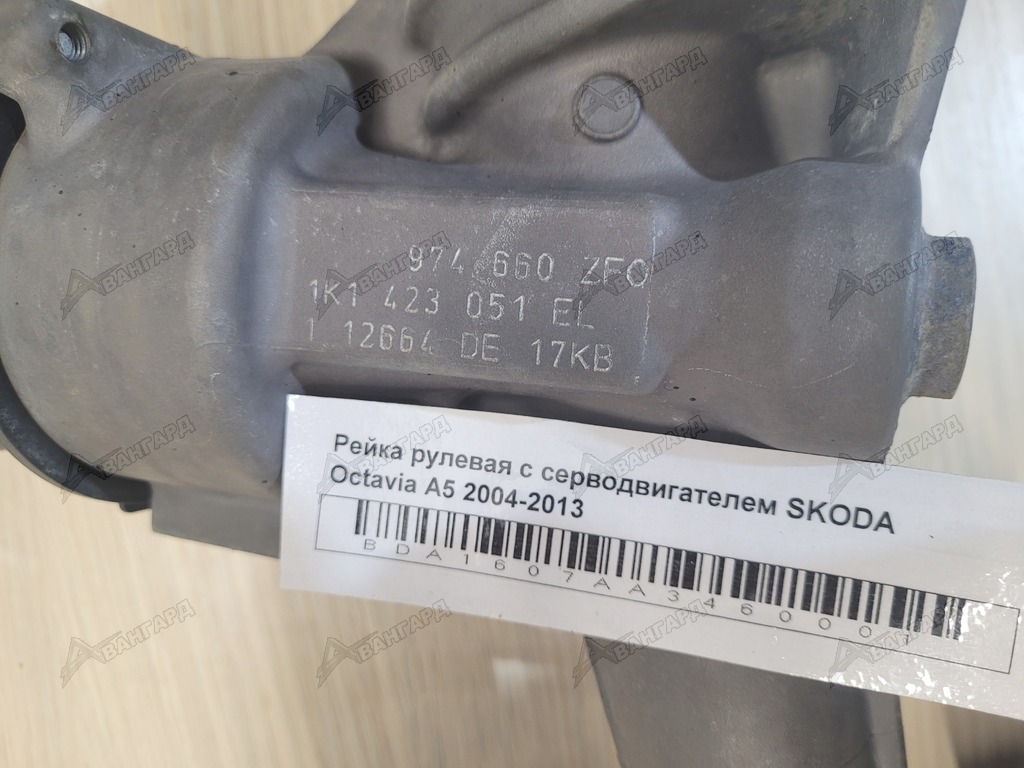 974 660 ZFO
1K1 423 051 EL
1 12664 DE 17KB
Рейка рулевая с серводвигателем SKODA
Octavia A5 2004-2013
BDA1607AA346000
АВАНГАРД